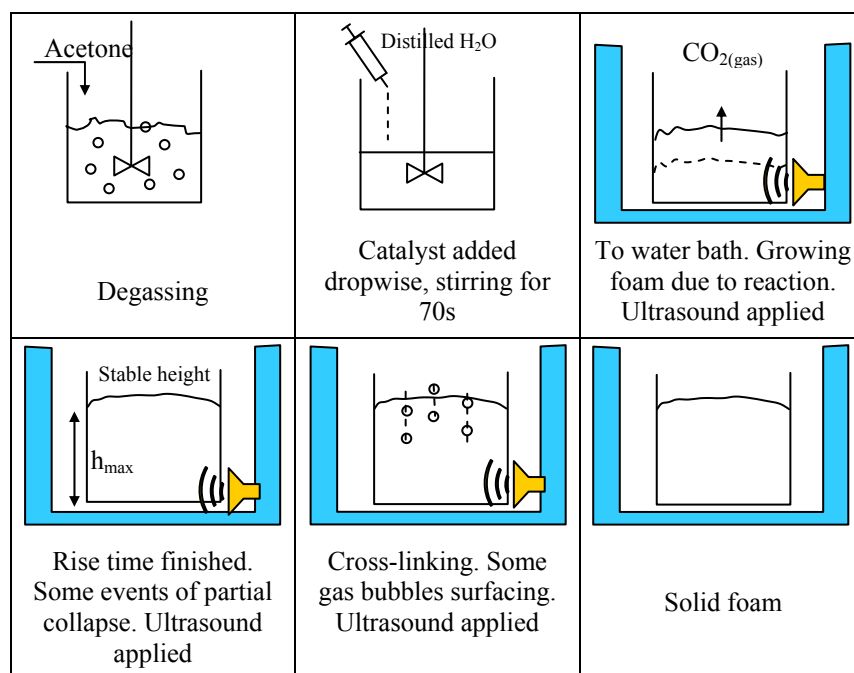 Acetone
Degassing
Distilled H₂O
Catalyst added
dropwise, stirring for
70s
CO₂(gas)
To water bath. Growing
foam due to reaction.
Ultrasound applied
Stable height
hₘₐₓ
Rise time finished.
Some events of partial
collapse. Ultrasound
applied
Cross-linking. Some
gas bubbles surfacing.
Ultrasound applied
Solid foam